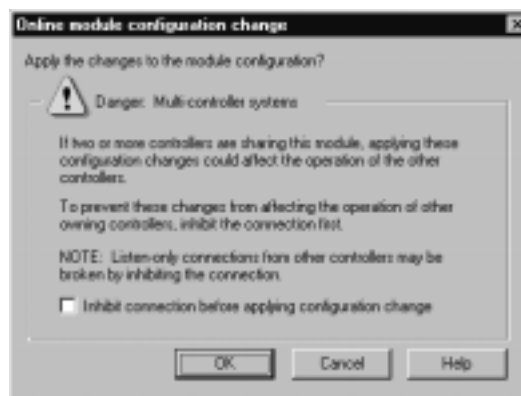 Online module configuration change
Apply the changes to the module configuration?
Danger: Multi-controller systems
If two or more controllers are sharing this module, applying these
configuration changes could affect the operation of the other
controllers.
To prevent these changes from affecting the operation of other
owning controllers, inhibit the connection first.
NOTE: Listen-only connections from other controllers may be
broken by inhibiting the connection.
Inhibit connection before applying configuration change
OK
Cancel
Help